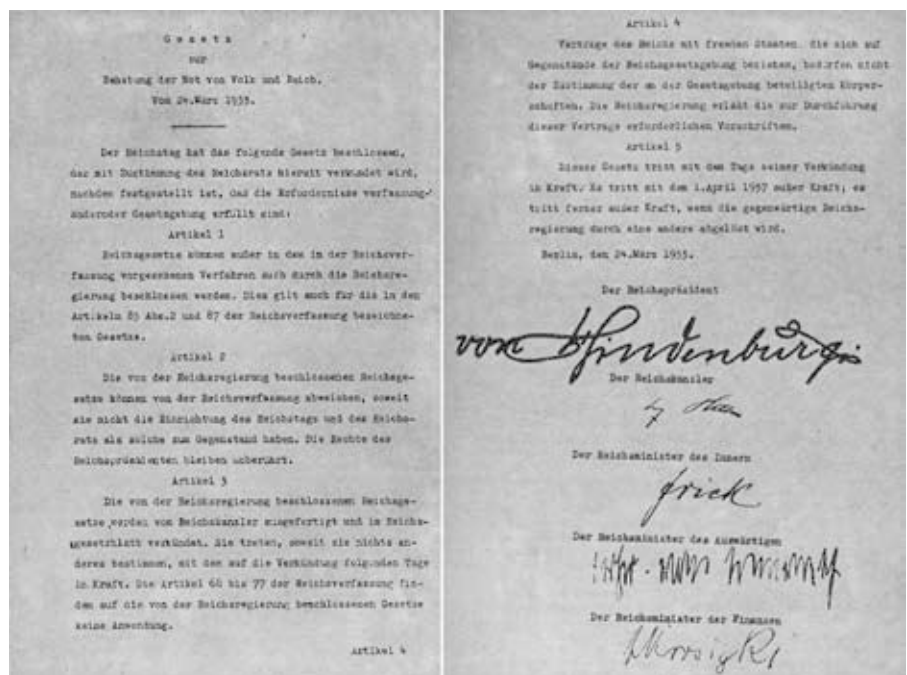 Gesetz
zur
Behebung der Not von Volk und Reich.
Vom 24.März 1933.
Der Reichstag hat das folgende Gesetz beschlossen,
das mit Zustimmung des Reichsrats hiermit verkündet wird,
nachdem festgestellt ist, daß die Erfordernisse verfassung-
ändernder Gesetzgebung erfüllt sind:
Artikel 1
Reichsgesetze können außer in dem in der Reichsver-
fassung vorgesehenen Verfahren auch durch die Reichsre-
gierung beschlossen werden. Dies gilt auch für die in den
Artikeln 85 Abs.2 und 87 der Reichsverfassung bezeichne-
ten Gesetze.
Artikel 2
Die von der Reichsregierung beschlossenen Reichsge-
setze können von der Reichsverfassung abweichen, soweit
sie nicht die Einrichtung des Reichstags und des Reichs-
rats als solche zum Gegenstand haben. Die Rechte des
Reichspräsidenten bleiben unberührt.
Artikel 3
Die von der Reichsregierung beschlossenen Reichsge-
setze werden vom Reichskanzler ausgefertigt und im Reichs-
gesetzblatt verkündet. Sie treten, soweit sie nichts an-
deres bestimmen, mit dem auf die Verkündung folgenden Tage
in Kraft. Die Artikel 68 bis 77 der Reichsverfassung fin-
den auf die von der Reichsregierung beschlossenen Gesetze
keine Anwendung.
Artikel 4
Artikel 4
Verträge des Reichs mit fremden Staaten, die sich auf
Gegenstände der Reichsgesetzgebung beziehen, bedürfen nicht
der Zustimmung der an der Gesetzgebung beteiligten Körper-
schaften. Die Reichsregierung erläßt die zur Durchführung
dieser Verträge erforderlichen Vorschriften.
Artikel 5
Dieses Gesetz tritt mit dem Tage seiner Verkündung
in Kraft. Es tritt mit dem 1.April 1937 außer Kraft; es
tritt ferner außer Kraft, wenn die gegenwärtige Reichs-
regierung durch eine andere abgelöst wird.
Berlin, den 24.März 1933.
Der Reichspräsident
von Hindenburg
Der Reichskanzler
Der Reichsminister des Innern
Frick
Der Reichsminister des Auswärtigen
Der Reichsminister der Finanzen
Krosigk